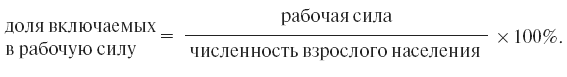 доля включаемых
в рабочую силу
=
рабочая сила
численность взрослого населения
× 100%.